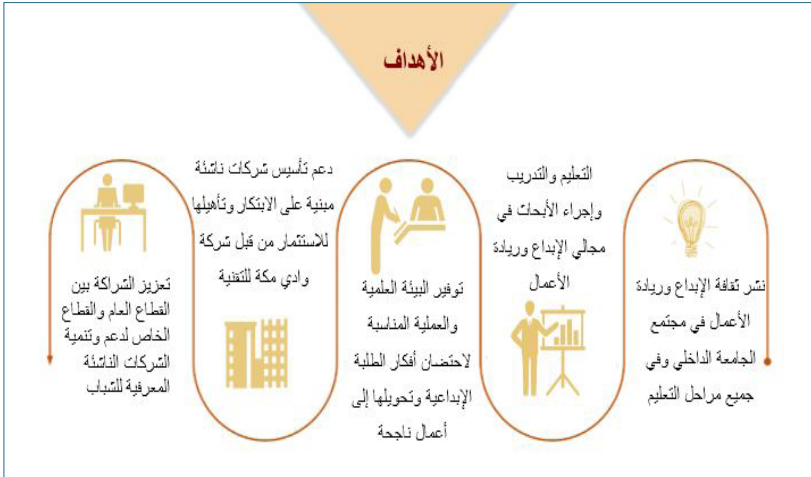 الأهداف
نشر ثقافة الإبداع وريادة
الأعمال في مجتمع
الجامعة الداخلي وفي
جميع مراحل التعليم
التعليم والتدريب
وإجراء الأبحاث في
مجالي الإبداع وريادة
الأعمال
توفير البيئة العلمية
والعملية المناسبة
لاحتضان أفكار الطلبة
الإبداعية وتحويلها إلى
أعمال ناجحة
دعم تأسيس شركات ناشئة
مبنية على الابتكار وتأهيلها
للاستثمار من قبل شركة
وادي مكة للتقنية
تعزيز الشراكة بين
القطاع العام والقطاع
الخاص لدعم وتنمية
الشركات الناشئة
المعرفية للشباب